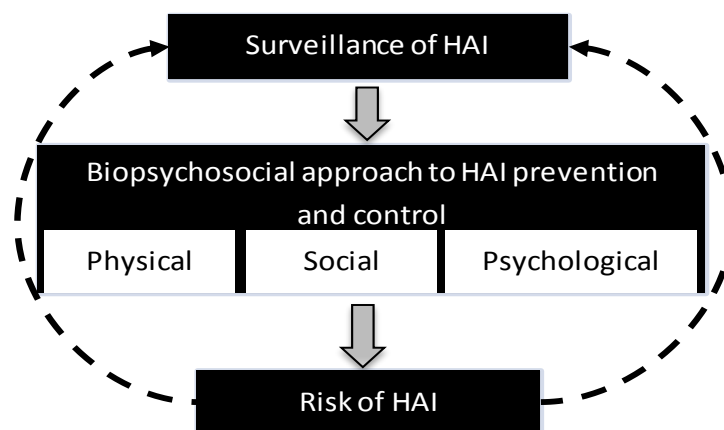 Surveillance of HAI
Biopsychosocial approach to HAI prevention
and control
Physical
Social
Psychological
Risk of HAI